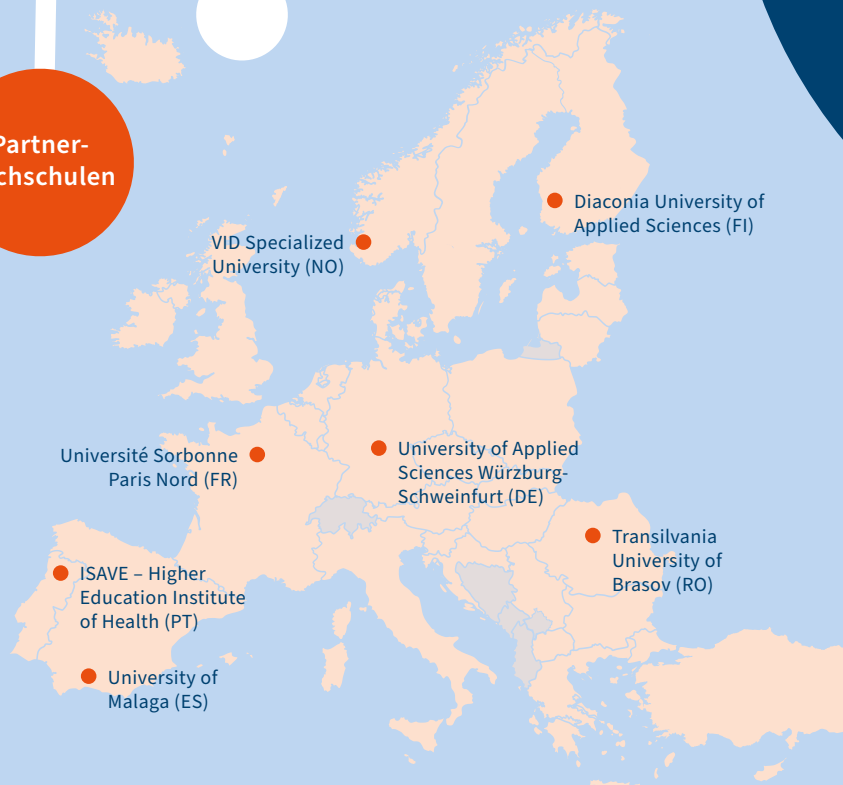 Partner-
chschulen
Diaconia University of
Applied Sciences (FI)
VID Specialized
University (NO)
Université Sorbonne
Paris Nord (FR)
University of Applied
Sciences Würzburg-
Schweinfurt (DE)
Transilvania
University of
Brasov (RO)
ISAVE – Higher
Education Institute
of Health (PT)
University of
Malaga (ES)